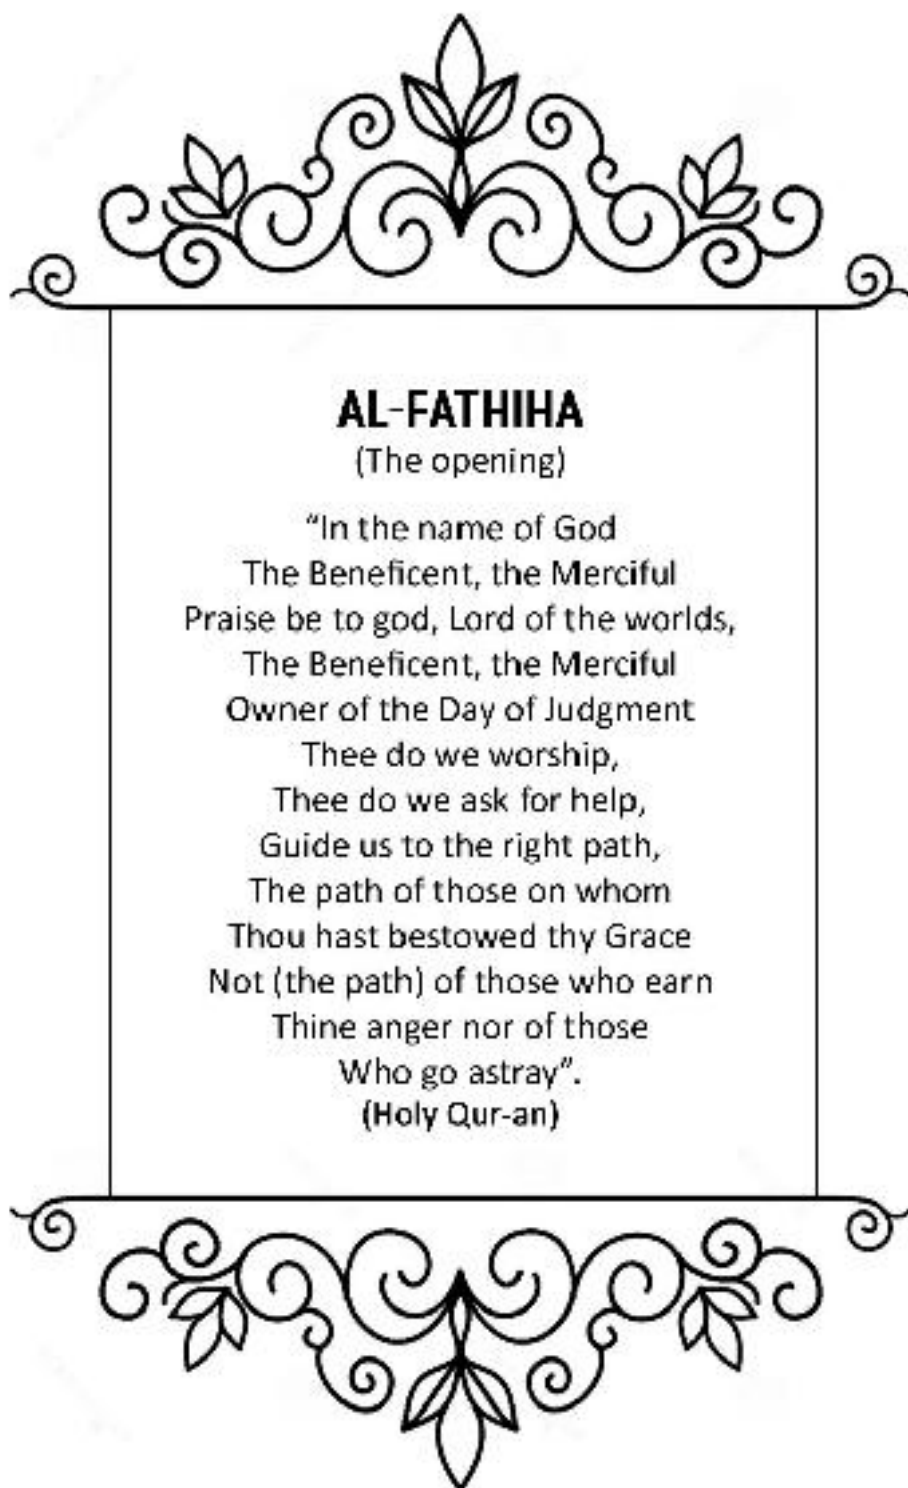 AL-FATHIHA
(The opening)
“In the name of God
The Beneficent, the Merciful
Praise be to god, Lord of the worlds,
The Beneficent, the Merciful
Owner of the Day of Judgment
Thee do we worship,
Thee do we ask for help,
Guide us to the right path,
The path of those on whom
Thou hast bestowed thy Grace
Not (the path) of those who earn
Thine anger nor of those
Who go astray”.
(Holy Qur-an)